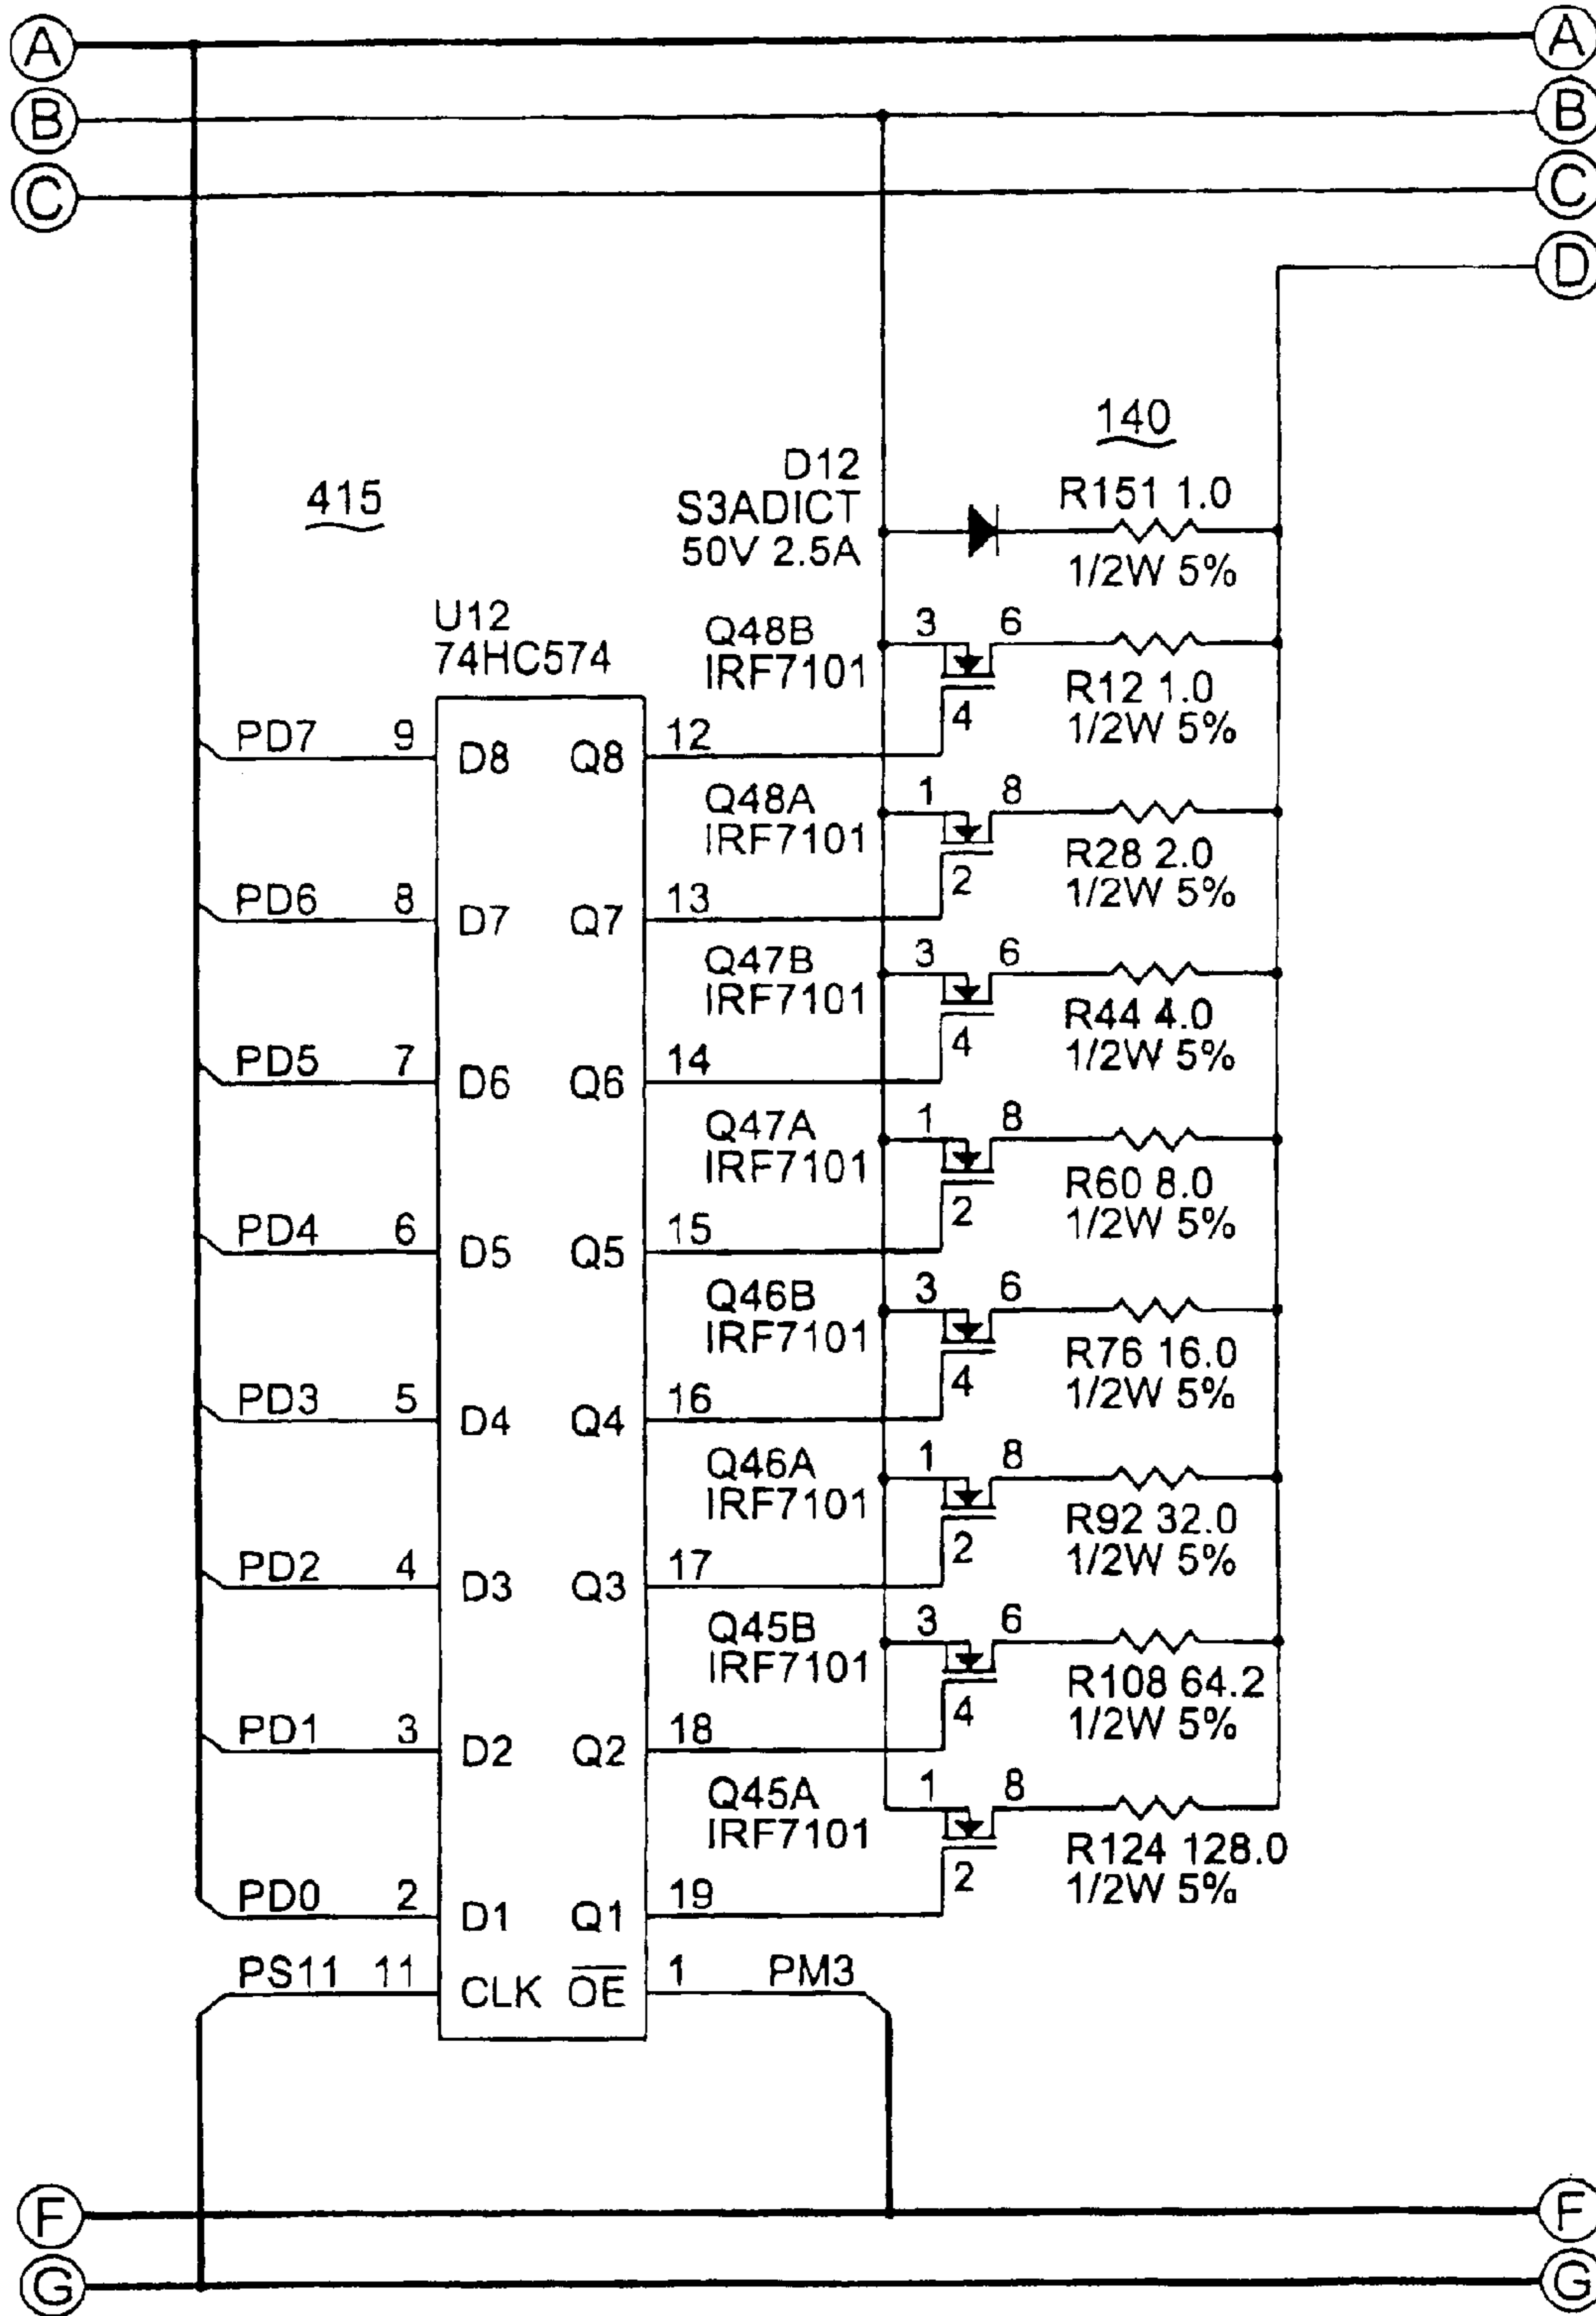 A A
B B
C C
D
140
415
D12
S3ADICT
50V 2.5A
R151 1.0
1/2W 5%
U12
74HC574
Q48B
IRF7101
3 6
4
R12 1.0
1/2W 5%
PD7 9 D8 Q8 12
Q48A
IRF7101
1 8
2
R28 2.0
1/2W 5%
PD6 8 D7 Q7 13
Q47B
IRF7101
3 6
4
R44 4.0
1/2W 5%
PD5 7 D6 Q6 14
Q47A
IRF7101
1 8
2
R60 8.0
1/2W 5%
PD4 6 D5 Q5 15
Q46B
IRF7101
3 6
4
R76 16.0
1/2W 5%
PD3 5 D4 Q4 16
Q46A
IRF7101
1 8
2
R92 32.0
1/2W 5%
PD2 4 D3 Q3 17
Q45B
IRF7101
3 6
4
R108 64.2
1/2W 5%
PD1 3 D2 Q2 18
Q45A
IRF7101
1 8
2
R124 128.0
1/2W 5%
PD0 2 D1 Q1 19
PS11 11 CLK OE 1 PM3
F F
G G